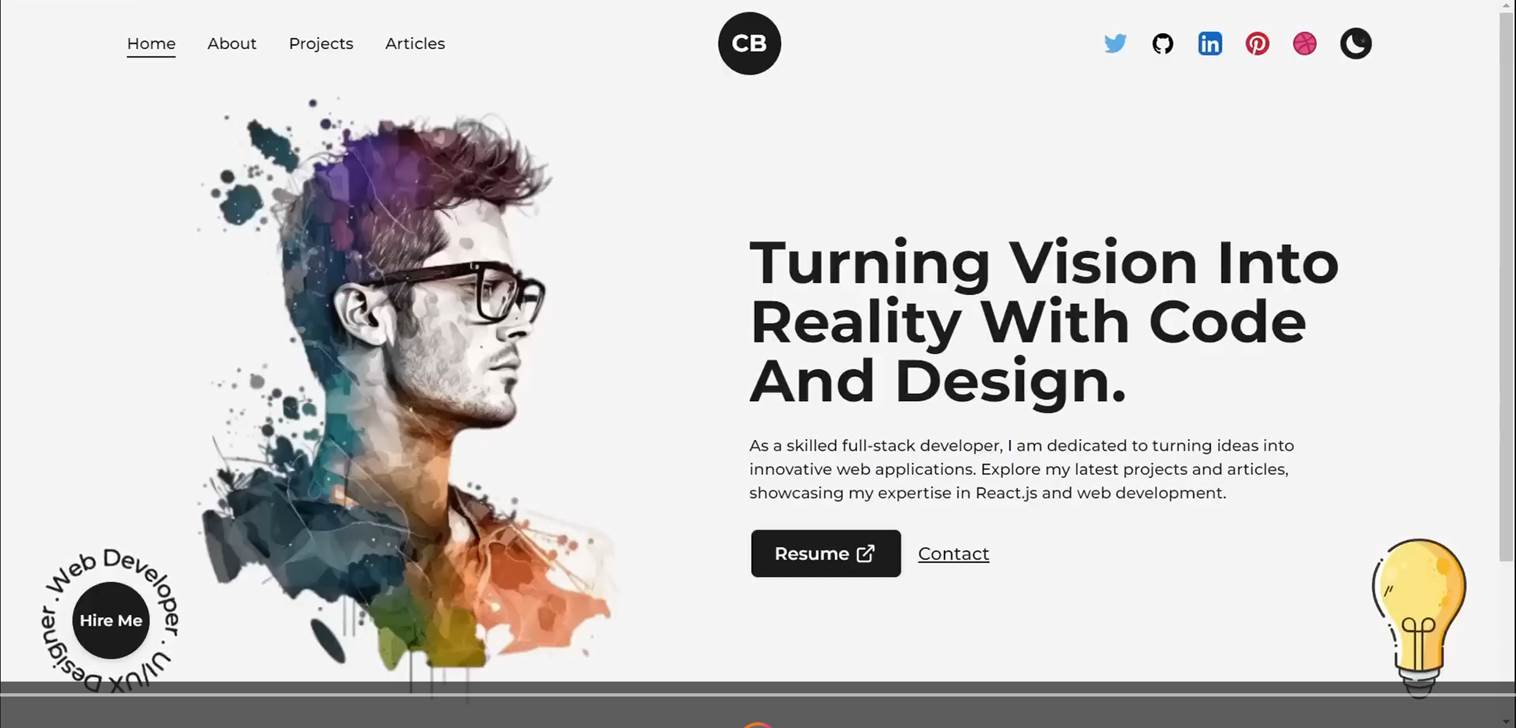 Home
About
Projects
Articles
CB
in
Turning Vision Into
Reality With Code
And Design.
As a skilled full-stack developer, I am dedicated to turning ideas into
innovative web applications. Explore my latest projects and articles,
showcasing my expertise in React.js and web development.
Resume
Contact
Web Developer . UI/UX Designer .
Hire Me